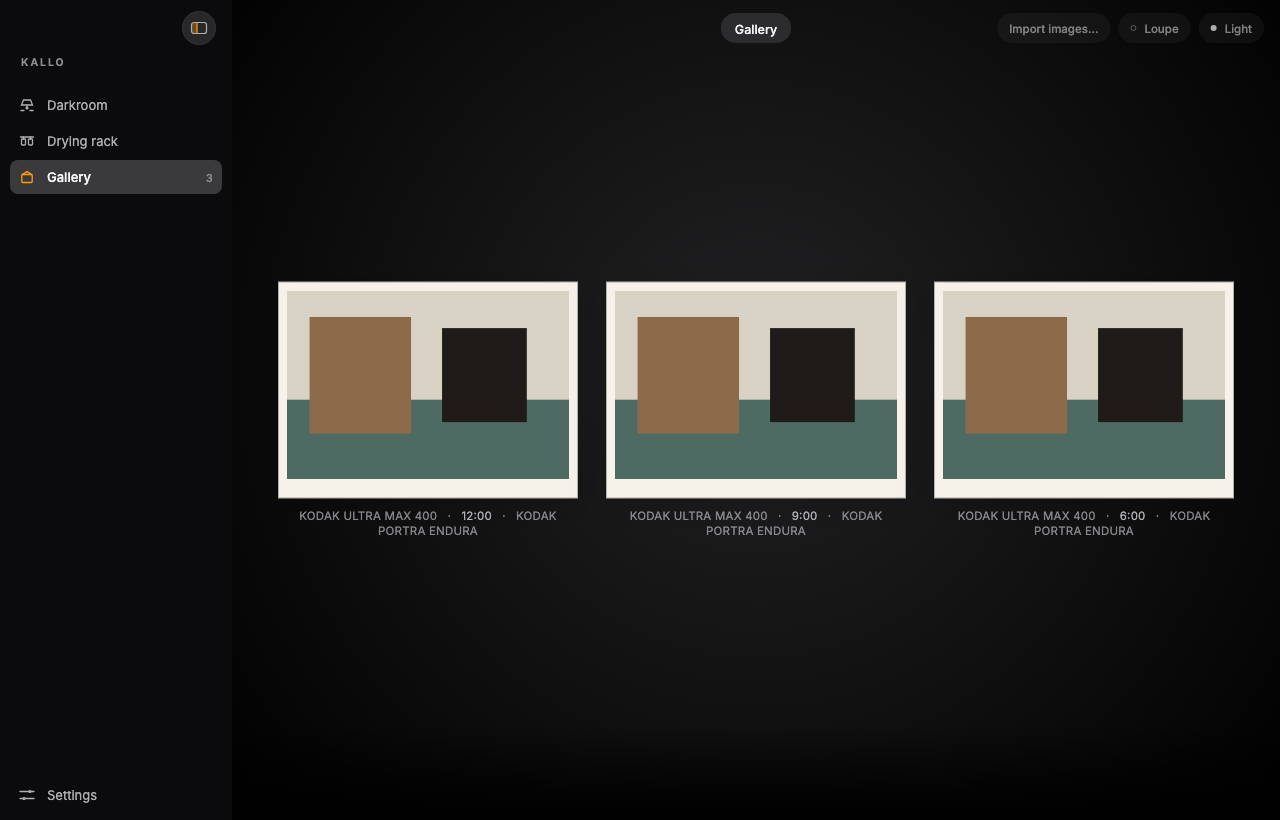 Gallery
Import images...
Loupe
Light
KALLO
Darkroom
Drying rack
Gallery 3
KODAK ULTRA MAX 400 · 12:00 · KODAK
PORTRA ENDURA
KODAK ULTRA MAX 400 · 9:00 · KODAK
PORTRA ENDURA
KODAK ULTRA MAX 400 · 6:00 · KODAK
PORTRA ENDURA
Settings